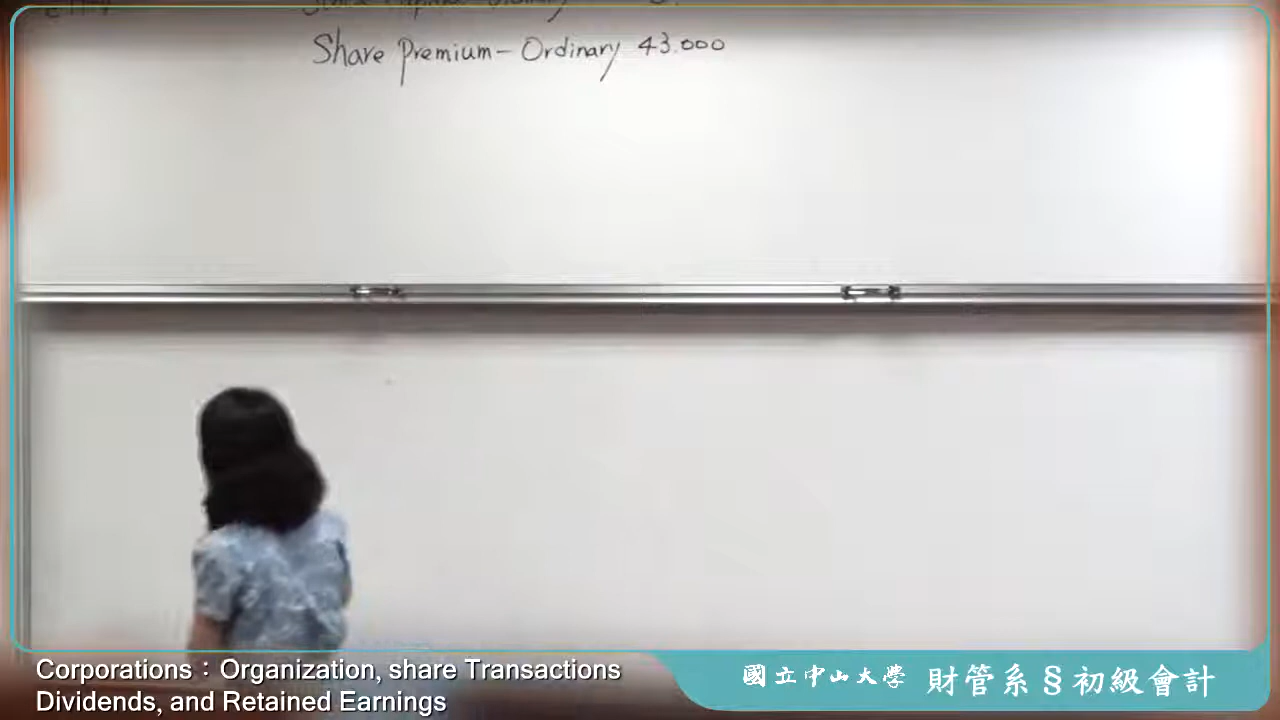 Share Premium – Ordinary 43.000
Corporations：Organization, share Transactions
Dividends, and Retained Earnings
國立中山大學 財管系§初級會計